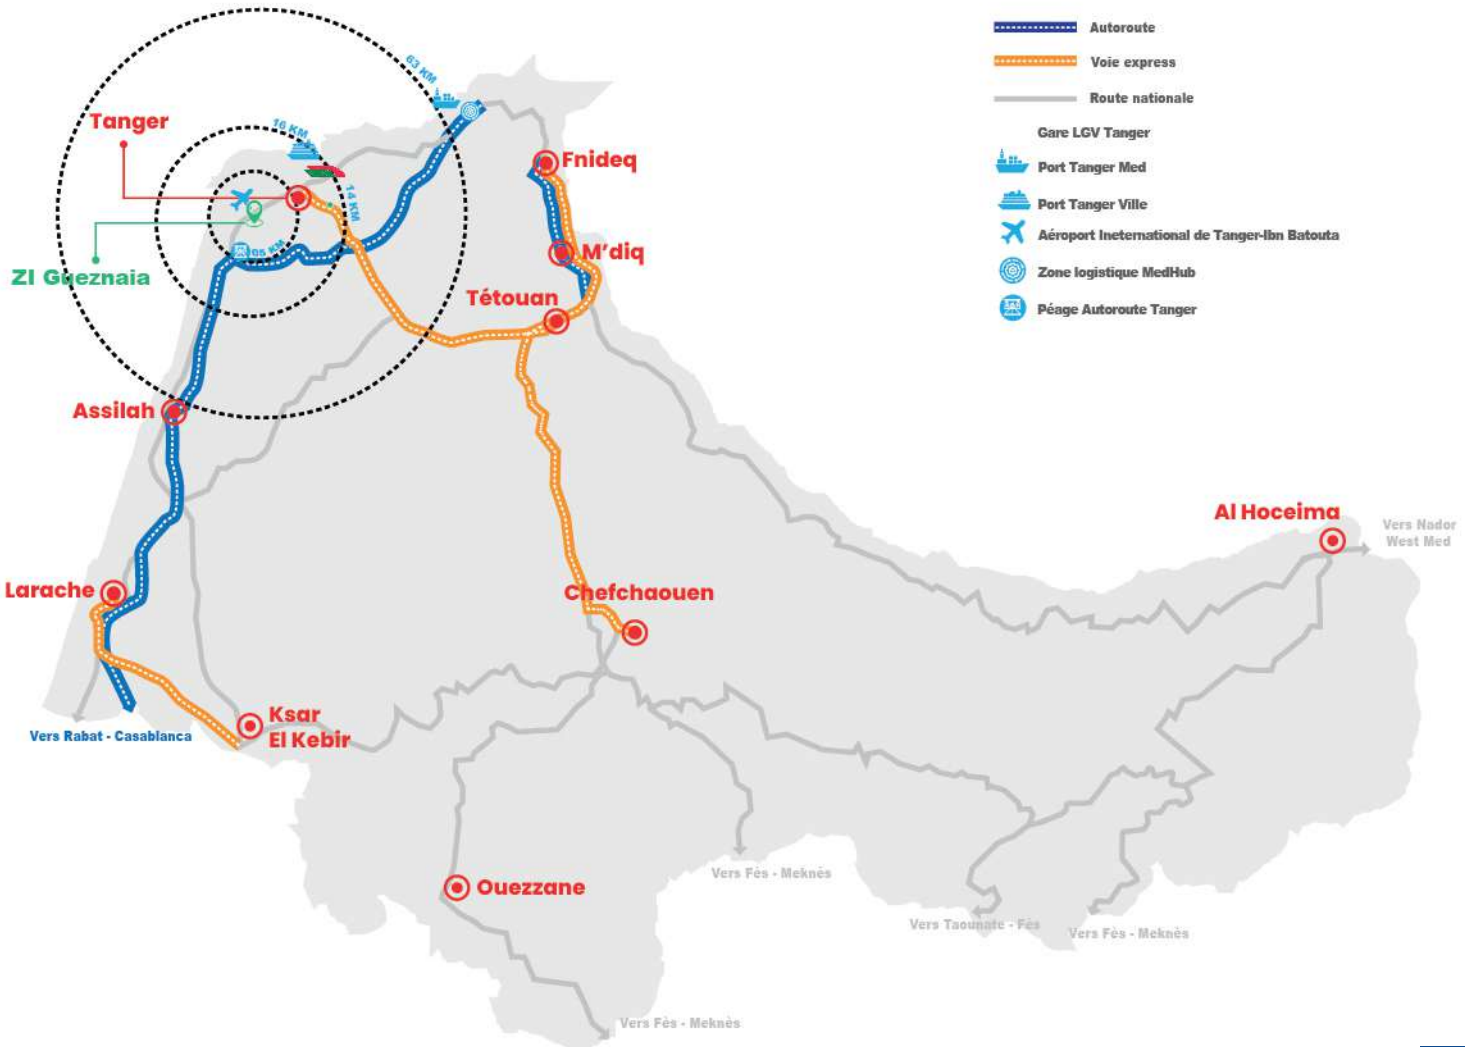 Autoroute
Voie express
Route nationale
Gare LGV Tanger
Port Tanger Med
Port Tanger Ville
Aéroport Ineternational de Tanger-Ibn Batouta
Zone logistique MedHub
Péage Autoroute Tanger
63 KM
Tanger
16 KM
14 KM
05 KM
ZI Gueznaia
Fnideq
M'diq
Tétouan
Assilah
Larache
Chefchaouen
Al Hoceima
Vers Nador
West Med
Ksar
El Kebir
Vers Rabat - Casablanca
Ouezzane
Vers Fès - Meknès
Vers Taounate - Fès
Vers Fès - Meknès
Vers Fès - Meknès